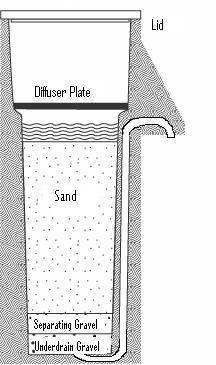 Lid
Diffuser Plate
Sand
Separating Gravel
Underdrain Gravel